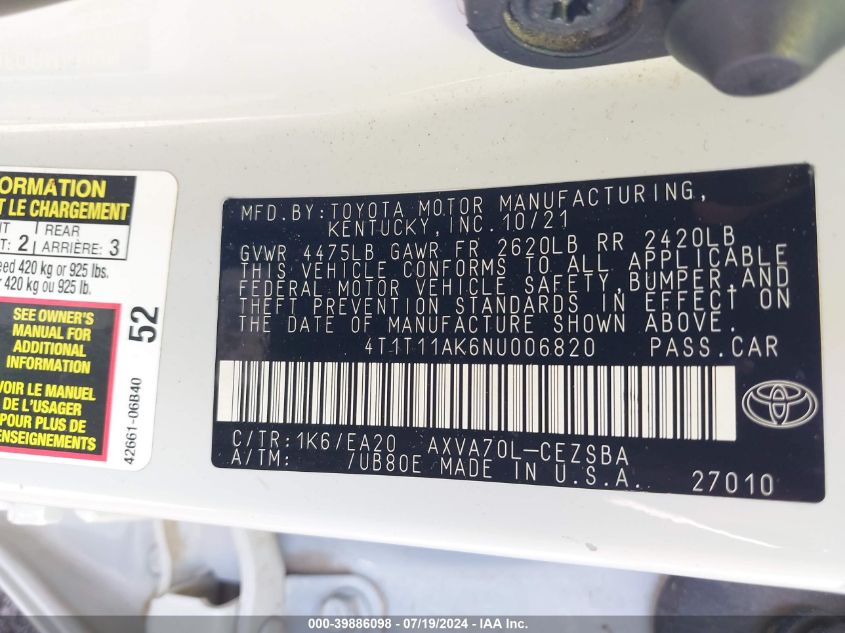 ORMATION
T LE CHARGEMENT
NT REAR
T: 2 ARRIÈRE: 3
eed 420 kg or 925 lbs.
r 420 kg ou 925 lb.
SEE OWNER'S
MANUAL FOR
ADDITIONAL
INFORMATION
VOIR LE MANUEL
DE L'USAGER
POUR PLUS DE
ENSEIGNEMENTS
52
42661-06B40
MFD.BY:TOYOTA MOTOR MANUFACTURING,
KENTUCKY, INC. 10/21
GVWR 4475LB GAWR FR 2620LB RR 2420LB
THIS VEHICLE CONFORMS TO ALL APPLICABLE
FEDERAL MOTOR VEHICLE SAFETY,BUMPER,AND
THEFT PREVENTION STANDARDS IN EFFECT ON
THE DATE OF MANUFACTURE SHOWN ABOVE.
4T1T11AK6NU006820 PASS.CAR
C/TR:1K6/EA20 AXVA70L-CEZSBA
A/TM: /UB80E MADE IN U.S.A.
27010
000-39886098 - 07/19/2024 - IAA Inc.